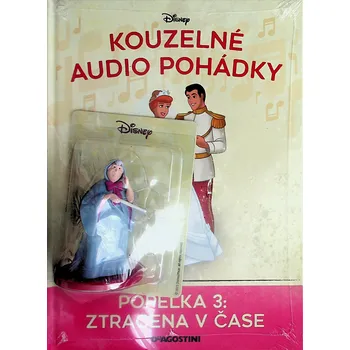 Disney
KOUZELNÉ
AUDIO POHÁDKY
Disney
POPELKA 3:
ZTRACENA V ČASE
DeAGOSTINI